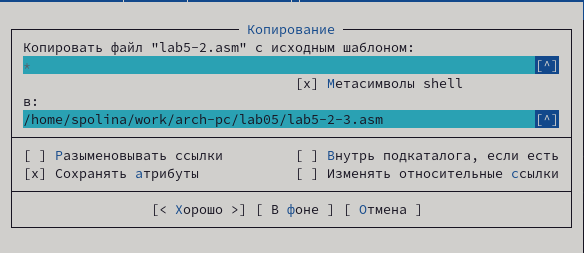 Копирование
Копировать файл "lab5-2.asm" с исходным шаблоном:
* [^]
[x] Метасимволы shell
в:
/home/spolina/work/arch-pc/lab05/lab5-2-3.asm [^]
[ ] Разыменовывать ссылки [ ] Внутрь подкаталога, если есть
[x] Сохранять атрибуты [ ] Изменять относительные ссылки
[< Хорошо >] [ В фоне ] [ Отмена ]